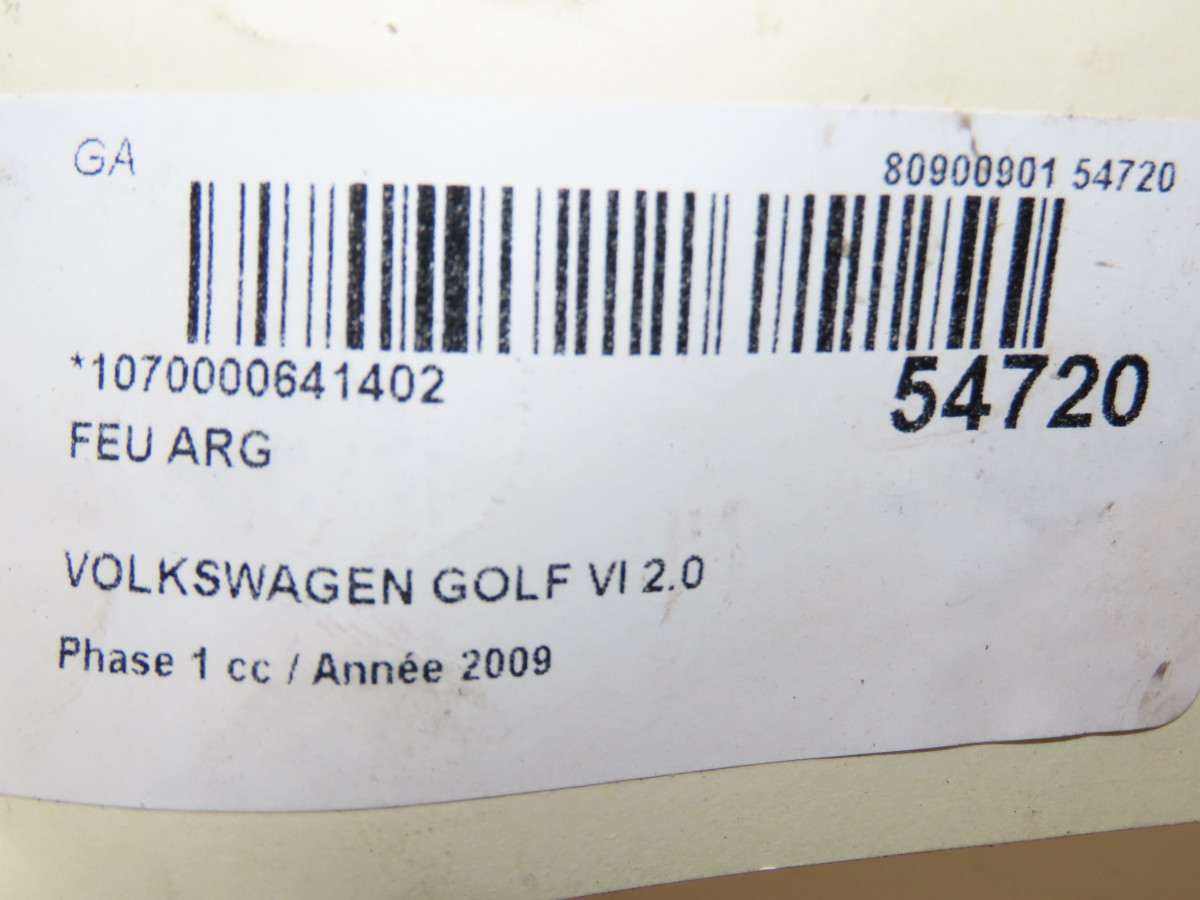 GA
80900901 54720
*1070000641402
54720
FEU ARG
VOLKSWAGEN GOLF VI 2.0
Phase 1 cc / Année 2009